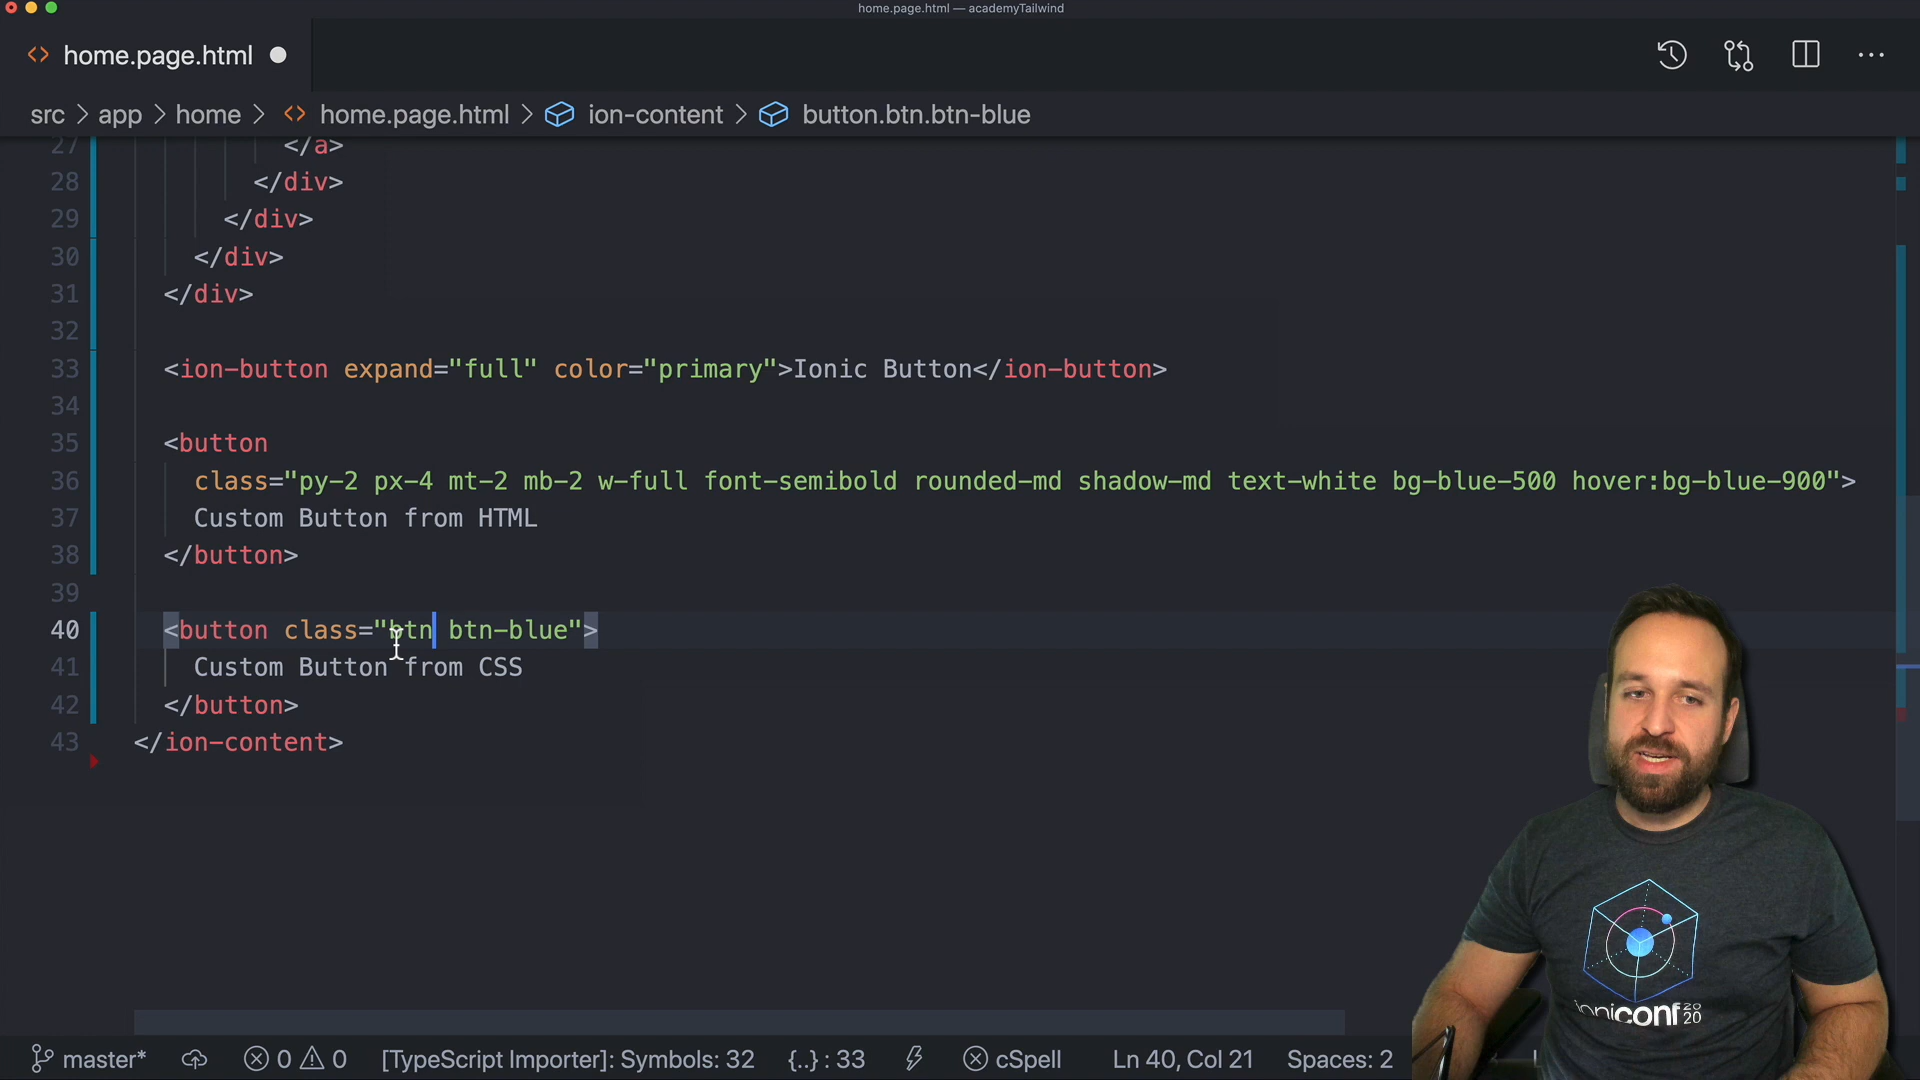 home.page.html — academyTailwind
home.page.html
src > app > home > home.page.html > ion-content > button.btn.btn-blue
27 </a>
28 </div>
29 </div>
30 </div>
31 </div>
32
33 <ion-button expand="full" color="primary">Ionic Button</ion-button>
34
35 <button
36 class="py-2 px-4 mt-2 mb-2 w-full font-semibold rounded-md shadow-md text-white bg-blue-500 hover:bg-blue-900">
37 Custom Button from HTML
38 </button>
39
40 <button class="btn btn-blue">
41 Custom Button from CSS
42 </button>
43 </ion-content>
ioniconf 20
20
master* 0 0 [TypeScript Importer]: Symbols: 32 {..} : 33 cSpell Ln 40, Col 21 Spaces: 2